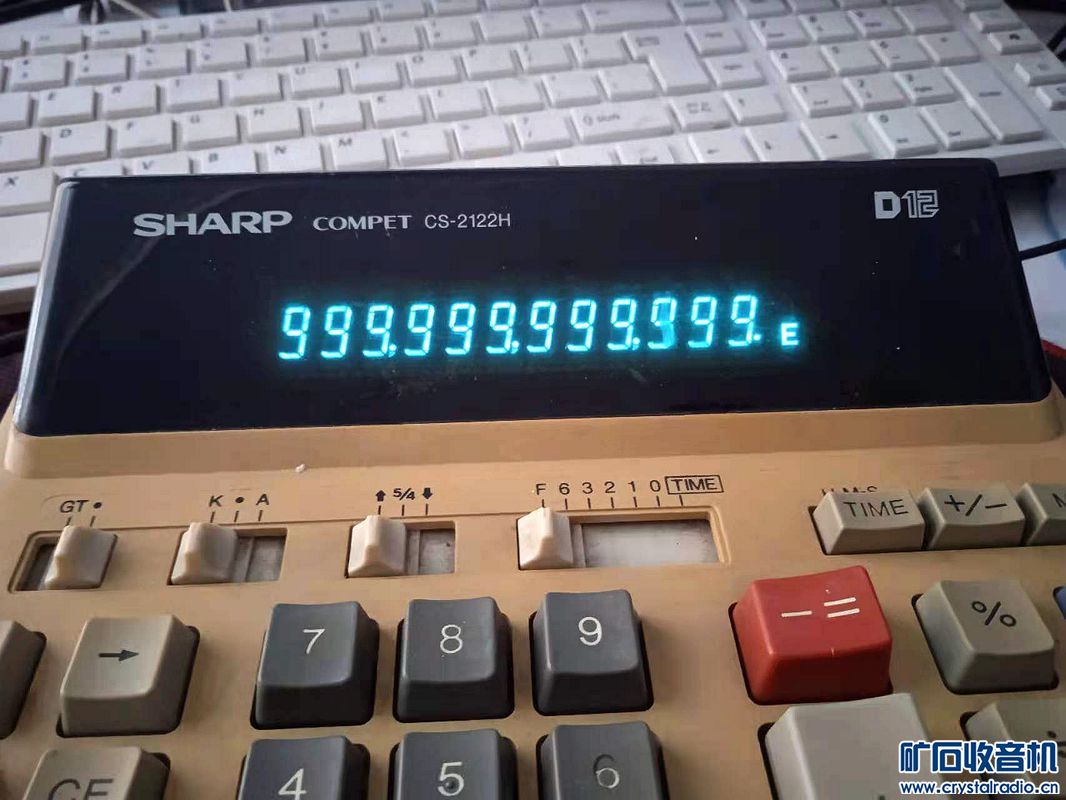 SHARP COMPET CS-2122H
D12
999,999,999,999. E
GT •
K • A
⬆ 5/4 ⬇
F 6 3 2 1 0 TIME
H-M-S
TIME
+/−
→
7
8
9
− =
%
CE
4
5
6
矿石收音机
www.crystalradio.cn